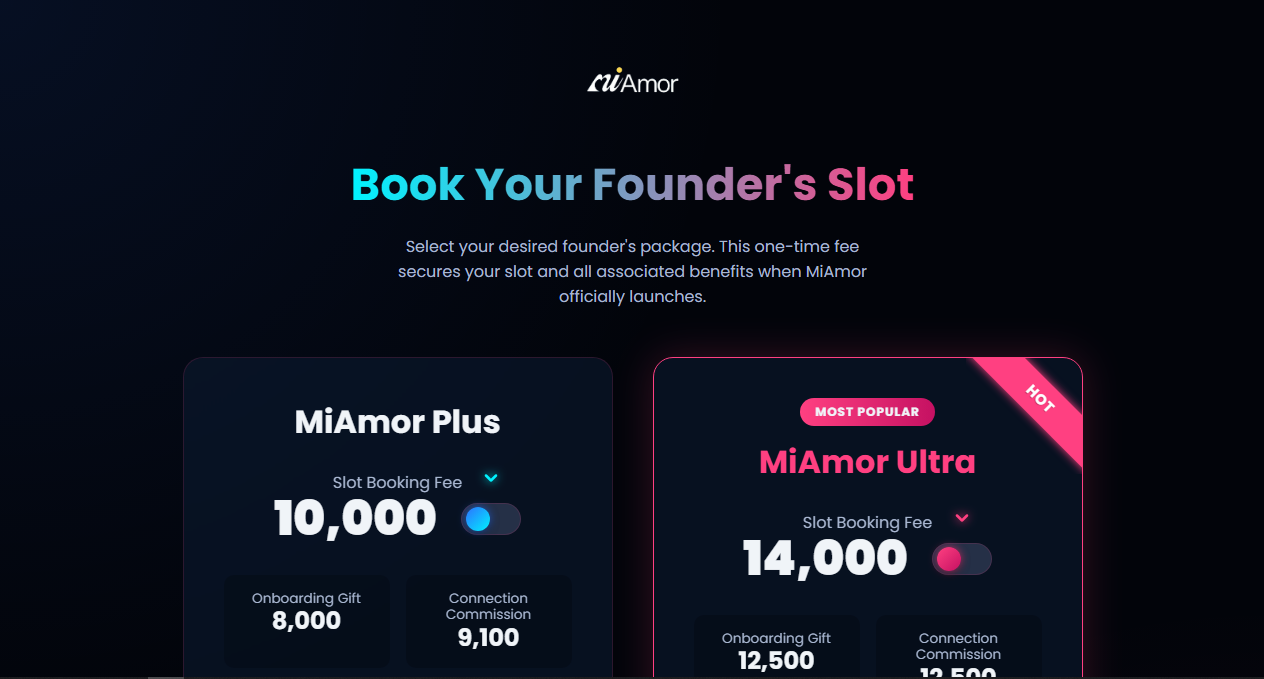 miAmor
Book Your Founder's Slot
Select your desired founder's package. This one-time fee
secures your slot and all associated benefits when MiAmor
officially launches.
MiAmor Plus
Slot Booking Fee
10,000
Onboarding Gift
8,000
Connection
Commission
9,100
HOT
MOST POPULAR
MiAmor Ultra
Slot Booking Fee
14,000
Onboarding Gift
12,500
Connection
Commission
12,500